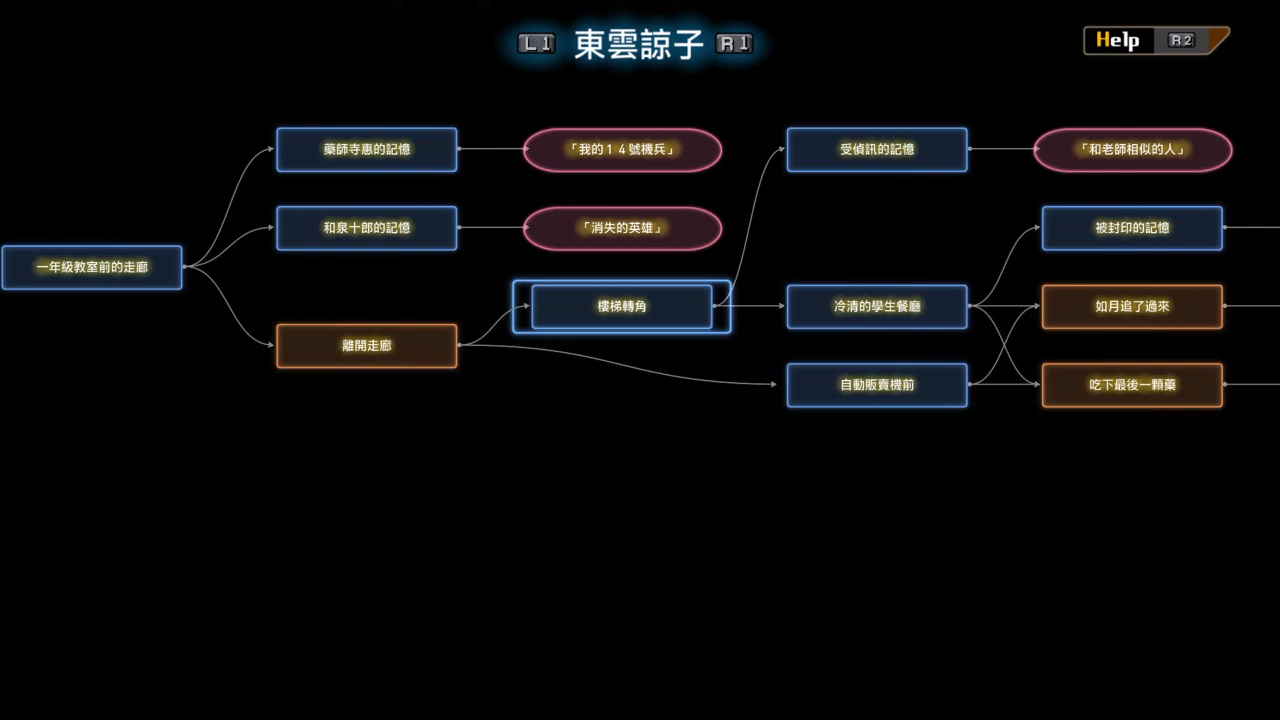 L1 東雲諒子 R1
Help R2
藥師寺惠的記憶
「我的１４號機兵」
受偵訊的記憶
「和老師相似的人」
和泉十郎的記憶
「消失的英雄」
被封印的記憶
一年級教室前的走廊
樓梯轉角
冷清的學生餐廳
如月追了過來
離開走廊
自動販賣機前
吃下最後一顆藥